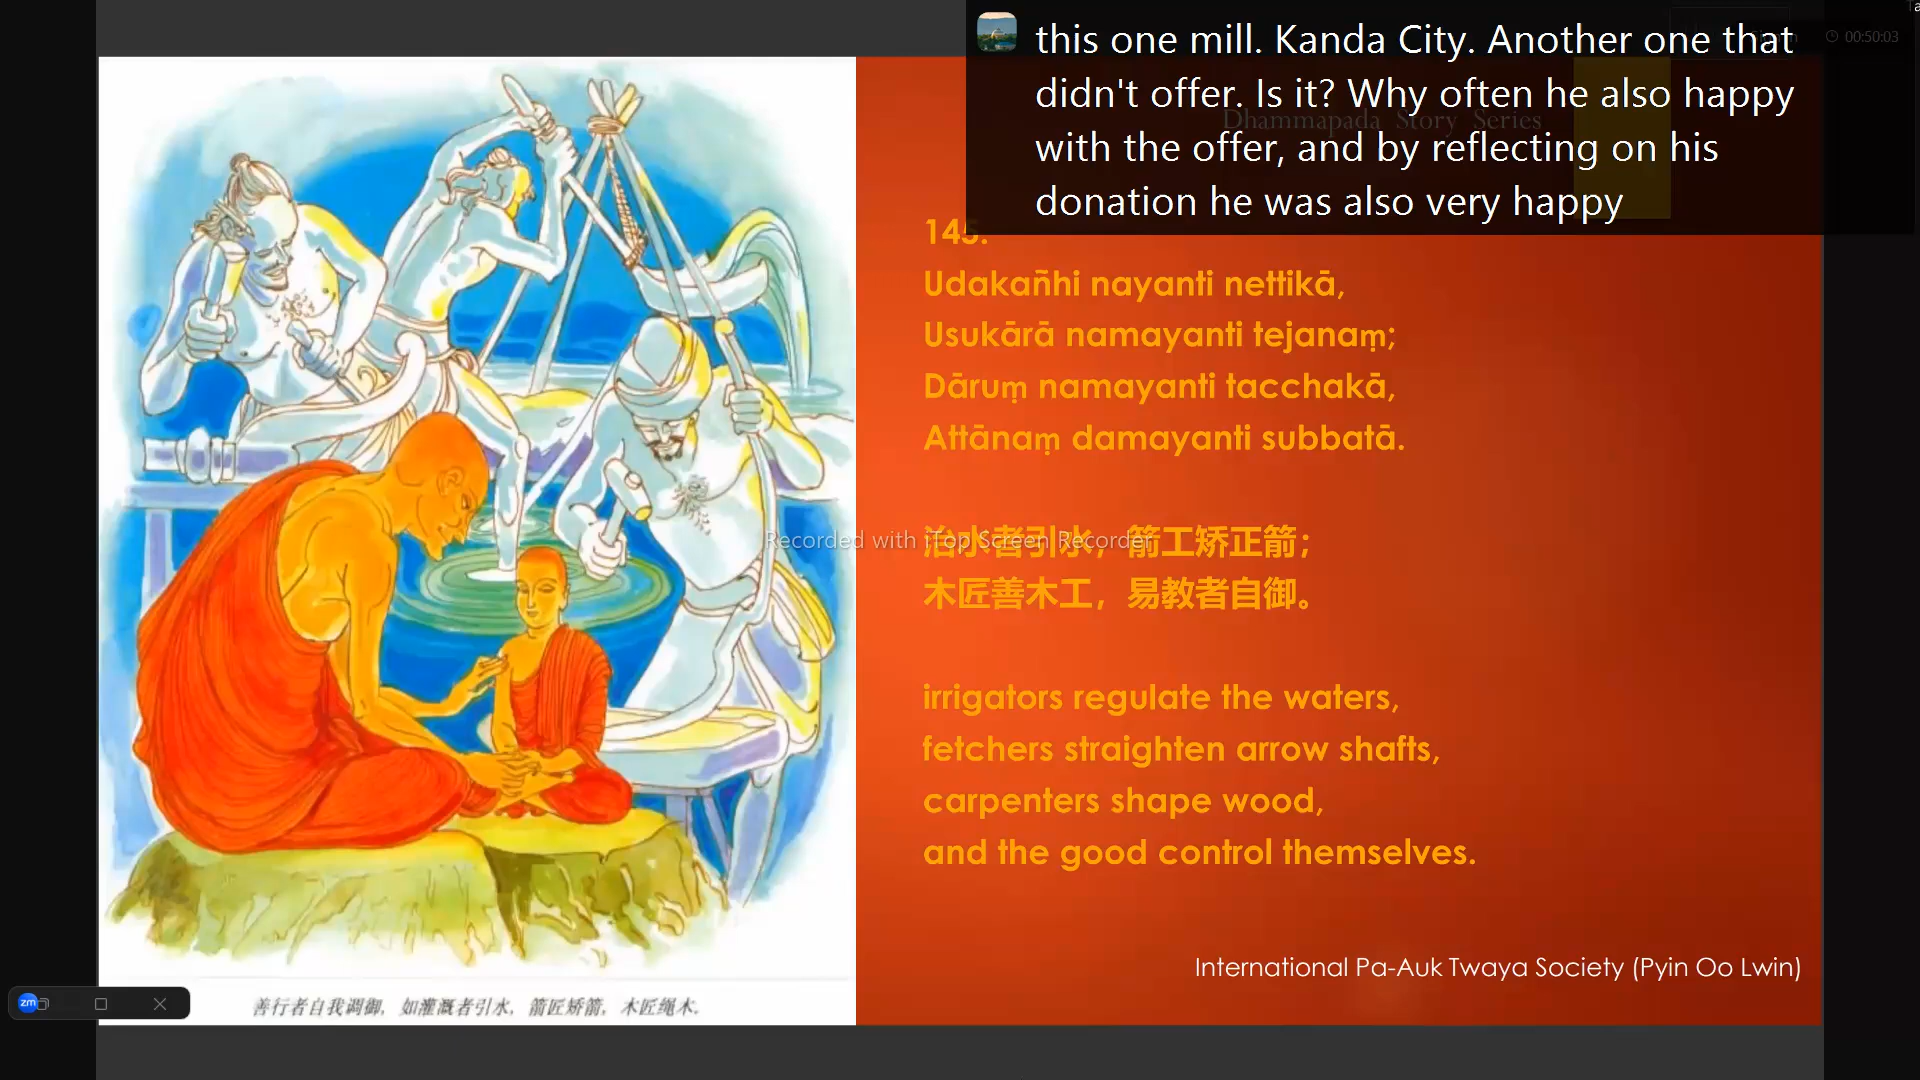 this one mill. Kanda City. Another one that
didn't offer. Is it? Why often he also happy
with the offer, and by reflecting on his
donation he was also very happy
00:50:03
Dhammapada Story Series
145.
Udakañhi nayanti nettikā,
Usukārā namayanti tejanaṃ;
Dāruṃ namayanti tacchakā,
Attānaṃ damayanti subbatā.
治水者引水，箭工矫正箭；
木匠善木工，易教者自御。
Recorded with iTop Screen Recorder
irrigators regulate the waters,
fetchers straighten arrow shafts,
carpenters shape wood,
and the good control themselves.
International Pa-Auk Twaya Society (Pyin Oo Lwin)
zm
善行者自我调御，如灌溉者引水，箭匠矫箭，木匠绳木.